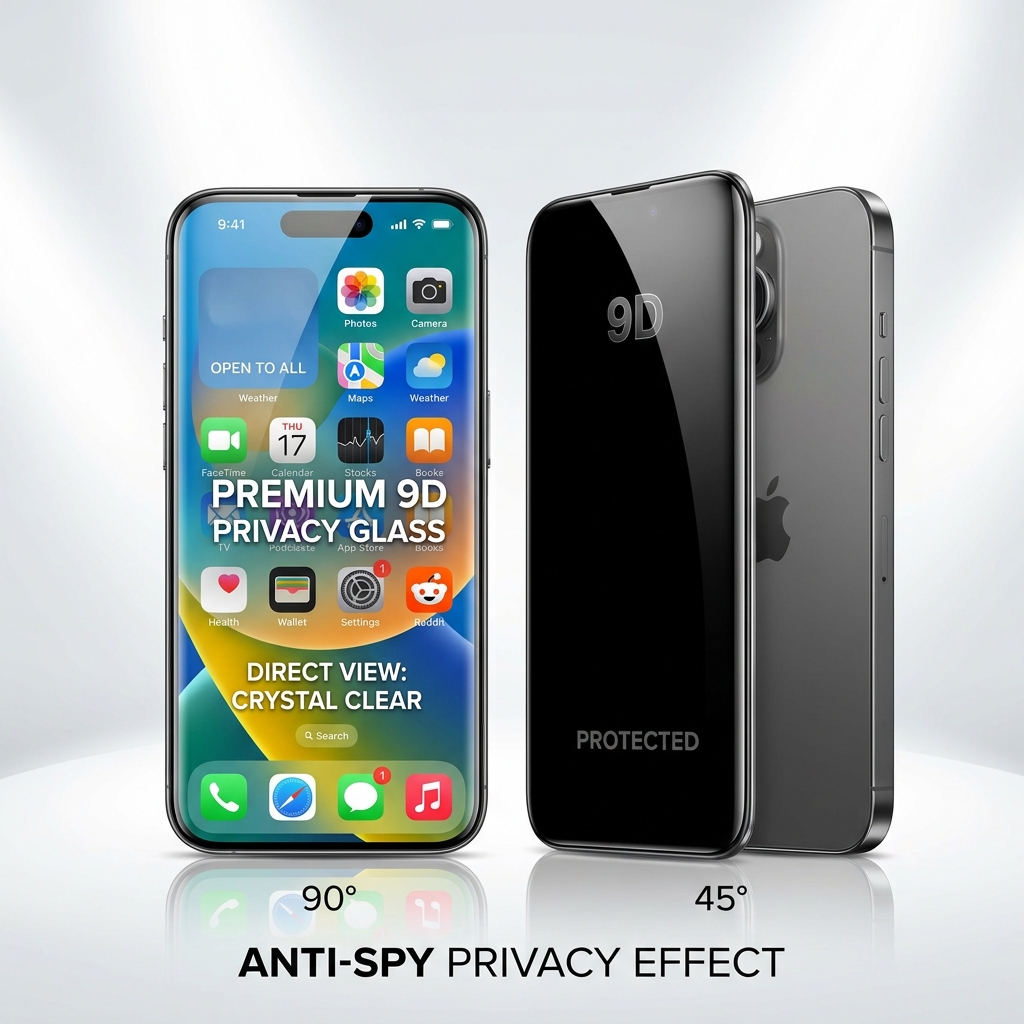 9:41
Photos
Camera
OPEN TO ALL
Weather
Maps
Weather
THU
17
FaceTime
Calendar
Stocks
Booke
PREMIUM 9D
PRIVACY GLASS
TV
App Store
Books
1
Health
Wallet
Settings
DIRECT VIEW:
CRYSTAL CLEAR
Search
1
9D
PROTECTED
90°
45°
ANTI-SPY PRIVACY EFFECT